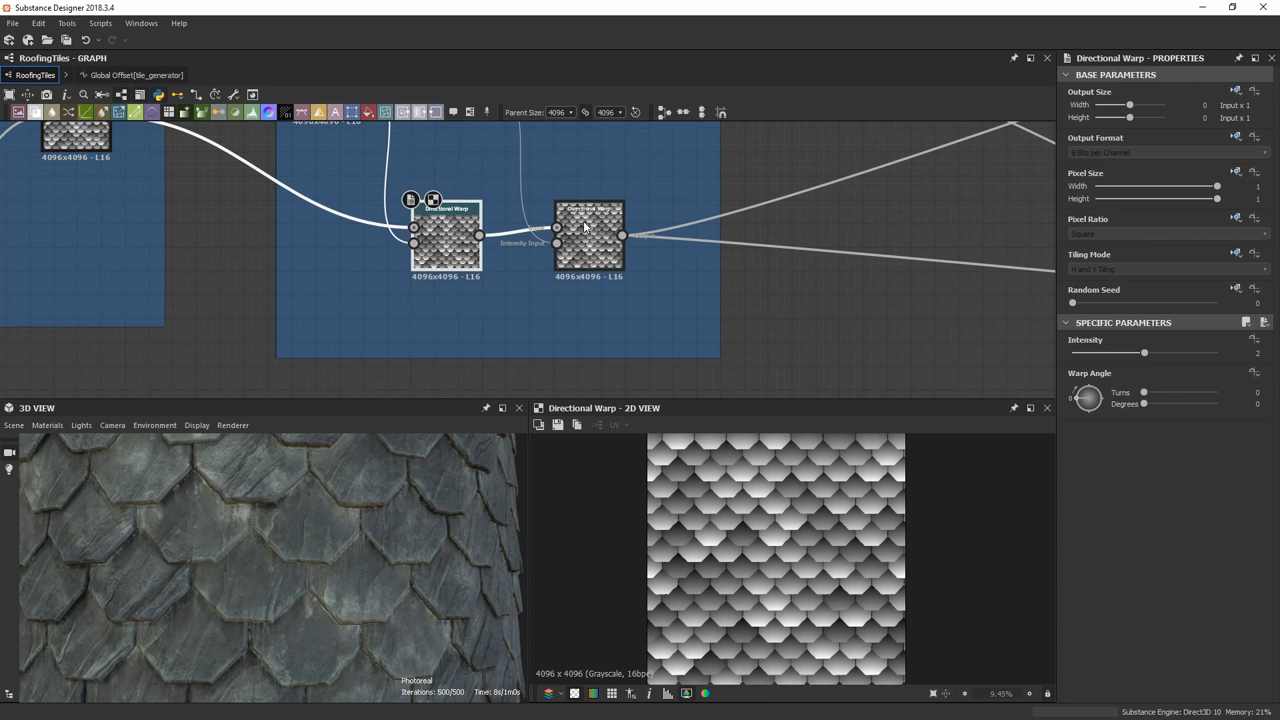 Substance Designer 2018.3.4
File Edit Tools Scripts Windows Help
RoofingTiles - GRAPH
RoofingTiles > Global Offset[tile_generator]
Parent Size: 4096 4096
4096x4096 - L16
Directional Warp
4096x4096 - L16
Intensity Input
Directional Warp
4096x4096 - L16
Directional Warp - PROPERTIES
BASE PARAMETERS
Output Size
Width 0 Input x 1
Height 0 Input x 1
Output Format
8 Bits per Channel
Pixel Size
Width 1
Height 1
Pixel Ratio
Square
Tiling Mode
H and V Tiling
Random Seed
0
SPECIFIC PARAMETERS
Intensity
2
Warp Angle
0 Turns 0
Degrees 0
3D VIEW
Scene Materials Lights Camera Environment Display Renderer
Photoreal
Iterations: 500/500 Time: 8s/1m0s
Directional Warp - 2D VIEW
UV
4096 x 4096 (Grayscale, 16bpc)
9.45%
Substance Engine: Direct3D 10 Memory: 21%